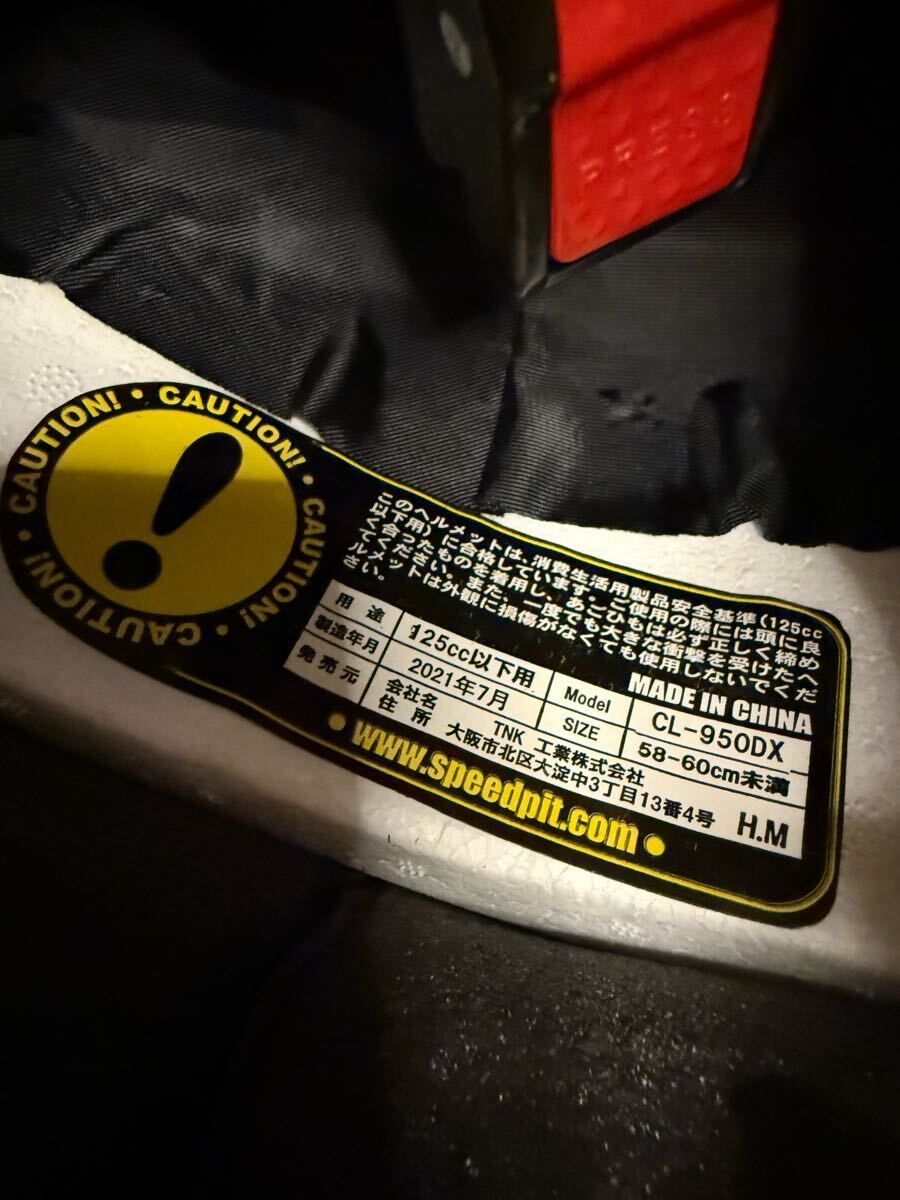 PRESS
CAUTION! • CAUTION! • CAUTION! • CAUTION! •
このヘルメットは、消費生活用製品安全基準(125cc
以下用)に合格しています。ご使用の際には頭に良
く合ったものを着用し、あごひもは必ず正しく締め
てください。また、一度でも大きな衝撃を受けたヘ
ルメットは外観に損傷がなくても使用しないでくだ
さい。
MADE IN CHINA
用途 125cc以下用 Model CL-950DX
製造年月 2021年7月 SIZE 58~60cm未満
発売元 会社名 TNK 工業株式会社
住所 大阪市北区大淀中3丁目13番4号 H.M
• www.speedpit.com •